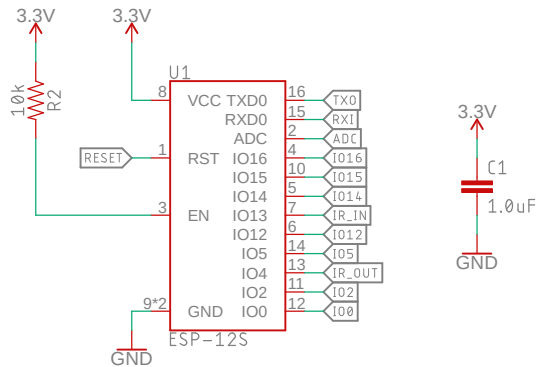 3.3V 3.3V
U1
10k R2
8 VCC TXD0 16 TXO
RXD0 15 RXI
ADC 2 ADC
RESET 1 RST IO16 4 IO16
IO15 10 IO15
IO14 5 IO14
3 EN IO13 7 IR_IN
IO12 6 IO12
IO5 14 IO5
IO4 13 IR_OUT
IO2 11 IO2
9*2 GND IO0 12 IO0
ESP-12S
GND
3.3V
C1
1.0uF
GND